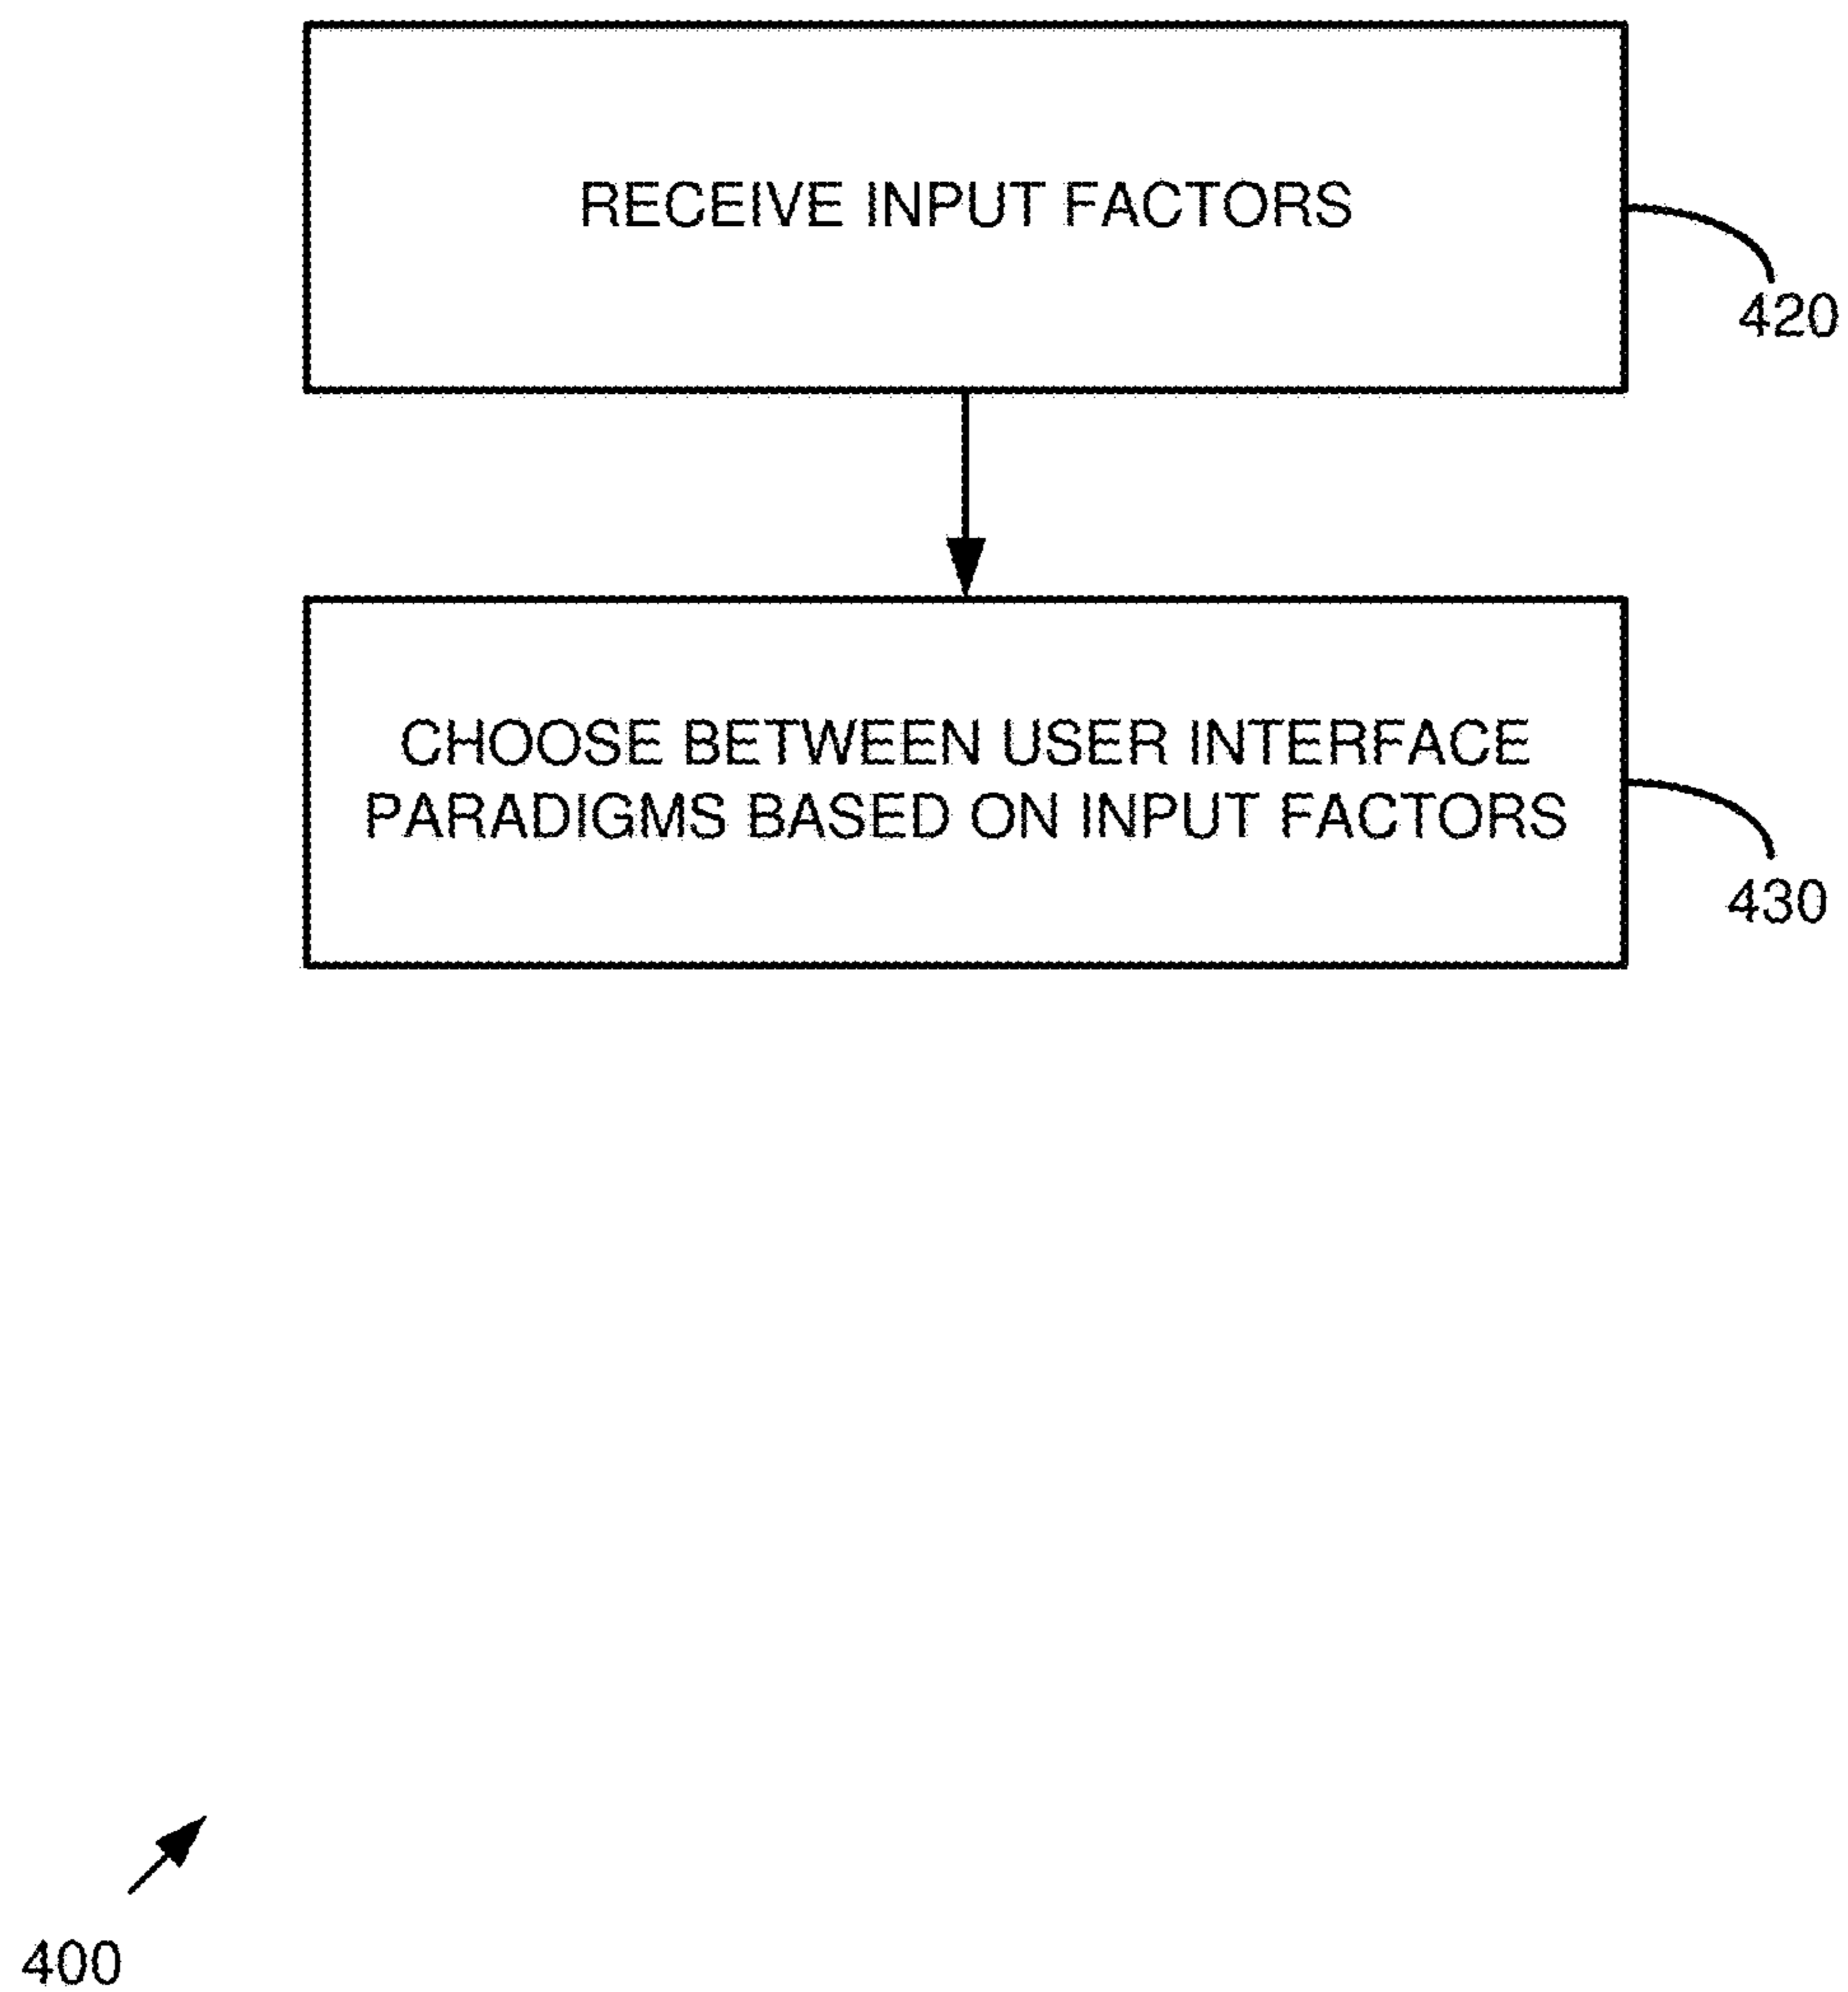 RECEIVE INPUT FACTORS
420
CHOOSE BETWEEN USER INTERFACE
PARADIGMS BASED ON INPUT FACTORS
430
400